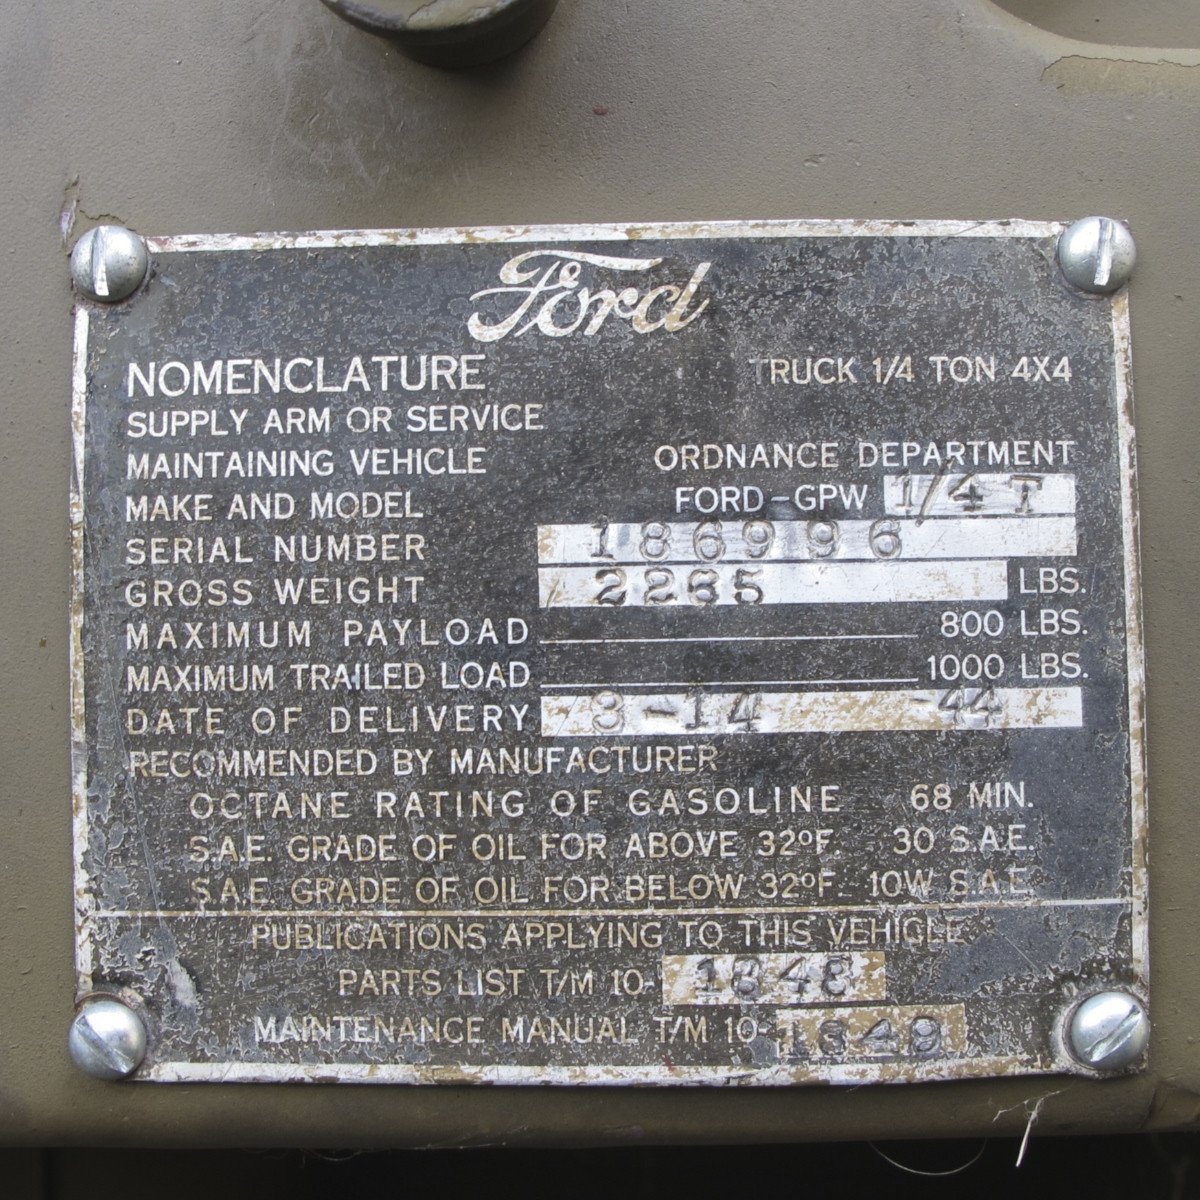 Ford
NOMENCLATURE TRUCK 1/4 TON 4X4
SUPPLY ARM OR SERVICE
MAINTAINING VEHICLE ORDNANCE DEPARTMENT
MAKE AND MODEL FORD-GPW 1/4 T
SERIAL NUMBER 186996
GROSS WEIGHT 2265 LBS.
MAXIMUM PAYLOAD 800 LBS.
MAXIMUM TRAILED LOAD 1000 LBS.
DATE OF DELIVERY 3-14 -44
RECOMMENDED BY MANUFACTURER
OCTANE RATING OF GASOLINE 68 MIN.
S.A.E. GRADE OF OIL FOR ABOVE 32°F 30 S.A.E.
S.A.E. GRADE OF OIL FOR BELOW 32°F 10W S.A.E.
PUBLICATIONS APPLYING TO THIS VEHICLE
PARTS LIST T/M 10-1348
MAINTENANCE MANUAL T/M 10-1349